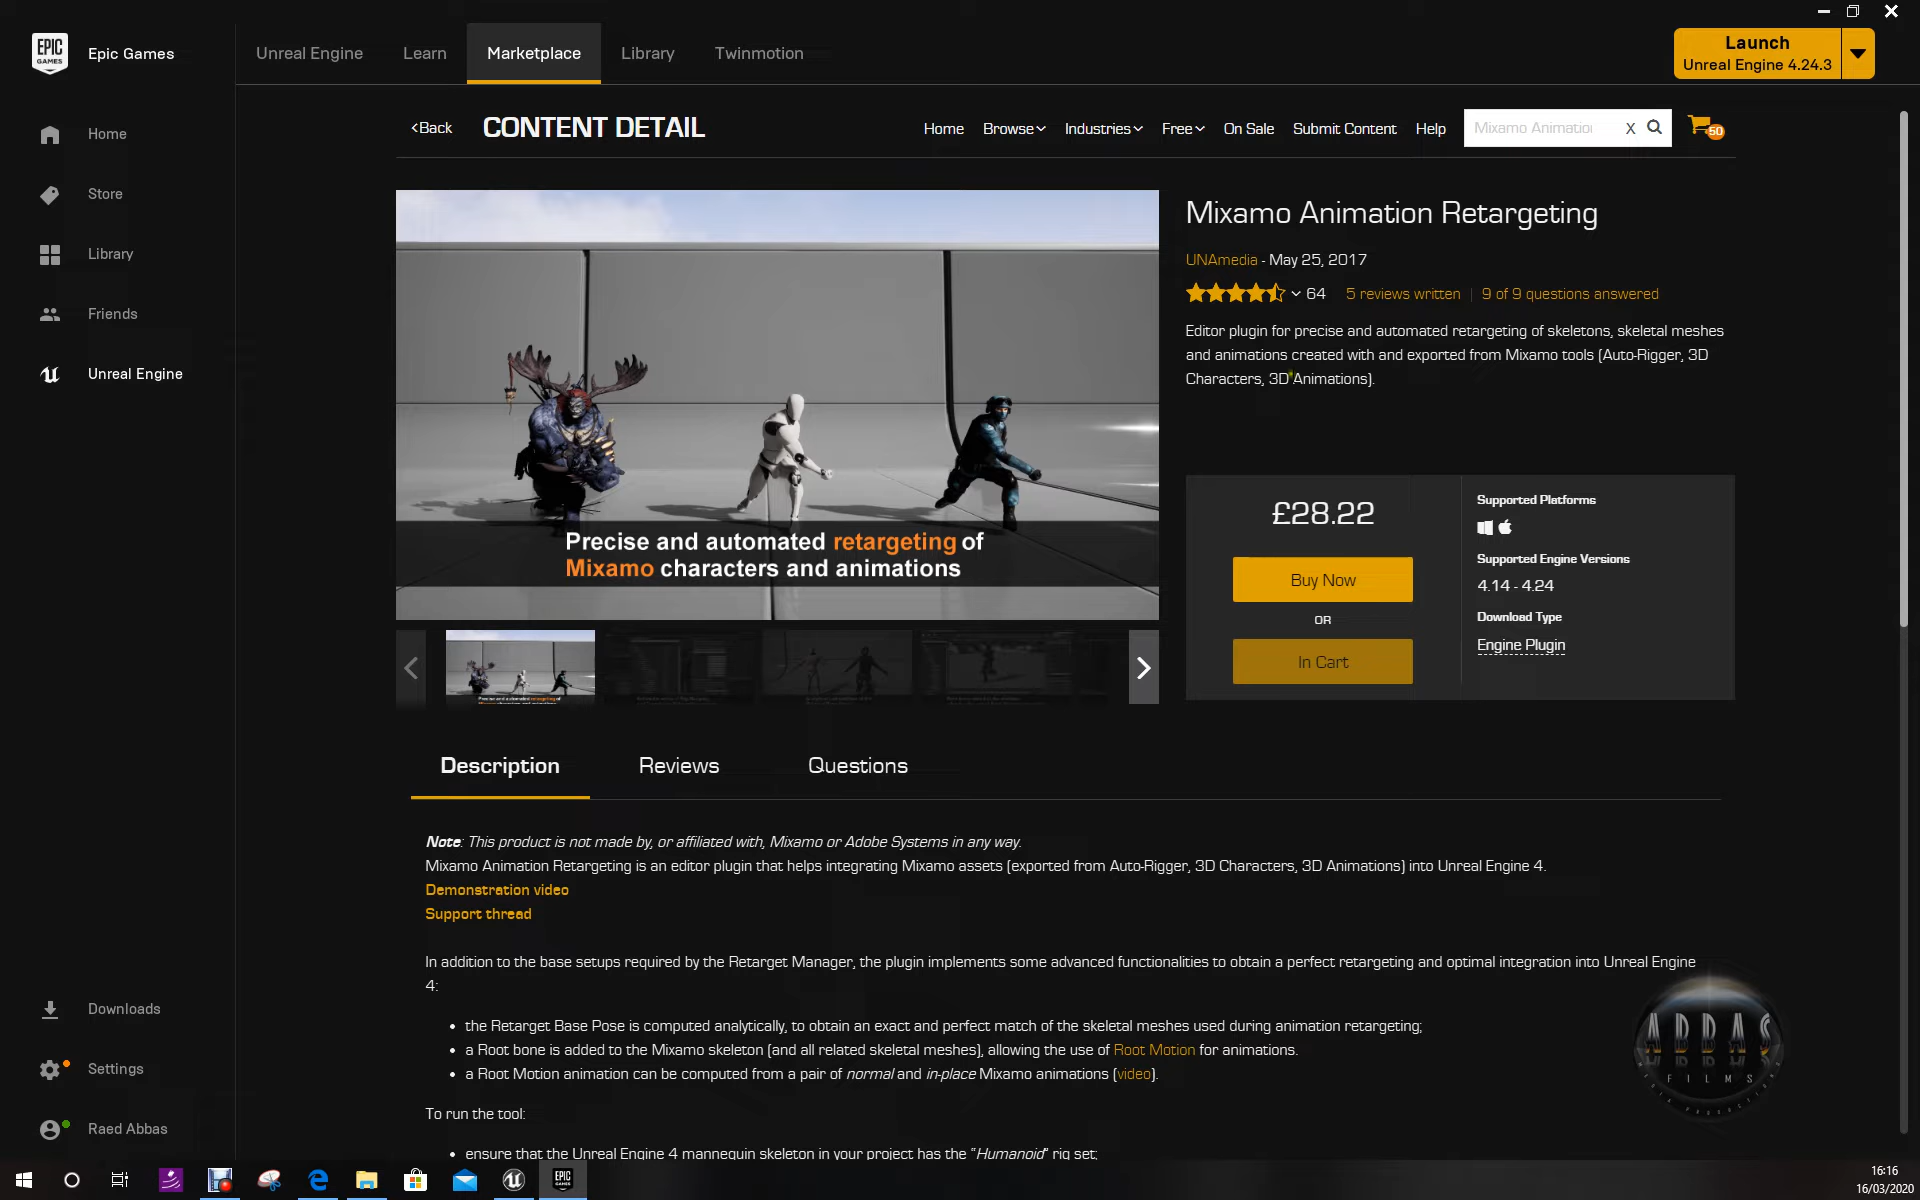 EPIC GAMES
Epic Games
Unreal Engine
Learn
Marketplace
Library
Twinmotion
Launch
Unreal Engine 4.24.3
Home
Store
Library
Friends
Unreal Engine
Downloads
Settings
Raed Abbas
<Back
CONTENT DETAIL
Home
Browse
Industries
Free
On Sale
Submit Content
Help
Mixamo Animatio
X
50
Precise and automated retargeting of
Mixamo characters and animations
Mixamo Animation Retargeting
UNAmedia - May 25, 2017
64
5 reviews written | 9 of 9 questions answered
Editor plugin for precise and automated retargeting of skeletons, skeletal meshes
and animations created with and exported from Mixamo tools (Auto-Rigger, 3D
Characters, 3D Animations).
£28.22
Buy Now
OR
In Cart
Supported Platforms
Supported Engine Versions
4.14 - 4.24
Download Type
Engine Plugin
Precise and automated retargeting of
Description
Reviews
Questions
Note: This product is not made by, or affiliated with, Mixamo or Adobe Systems in any way.
Mixamo Animation Retargeting is an editor plugin that helps integrating Mixamo assets (exported from Auto-Rigger, 3D Characters, 3D Animations) into Unreal Engine 4.
Demonstration video
Support thread
In addition to the base setups required by the Retarget Manager, the plugin implements some advanced functionalities to obtain a perfect retargeting and optimal integration into Unreal Engine
4:
• the Retarget Base Pose is computed analytically, to obtain an exact and perfect match of the skeletal meshes used during animation retargeting;
• a Root bone is added to the Mixamo skeleton (and all related skeletal meshes), allowing the use of Root Motion for animations.
• a Root Motion animation can be computed from a pair of normal and in-place Mixamo animations (video).
To run the tool:
• ensure that the Unreal Engine 4 mannequin skeleton in your project has the "Humanoid" rig set;
ABBAS
FILMS
MEDIA PRODUCTIONS
EPIC GAMES
16:16
16/03/2020